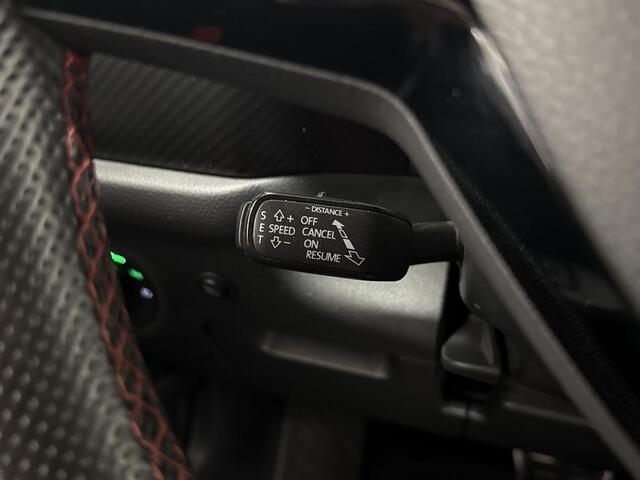 - DISTANCE +
S + OFF
E SPEED CANCEL
T - ON
RESUME